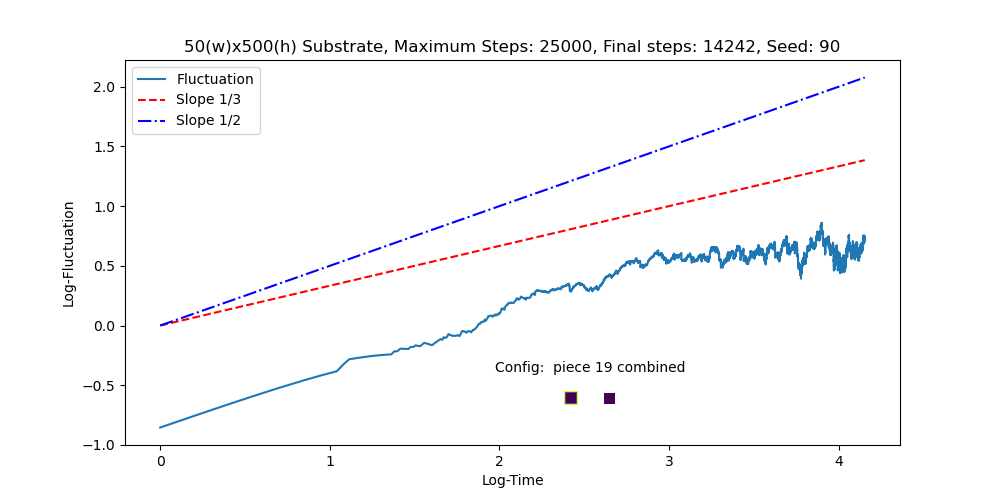 50(w)x500(h) Substrate, Maximum Steps: 25000, Final steps: 14242, Seed: 90
Fluctuation
Slope 1/3
Slope 1/2
2.0
1.5
1.0
0.5
0.0
−0.5
−1.0
Log-Fluctuation
Config:  piece 19 combined
0 1 2 3 4
Log-Time